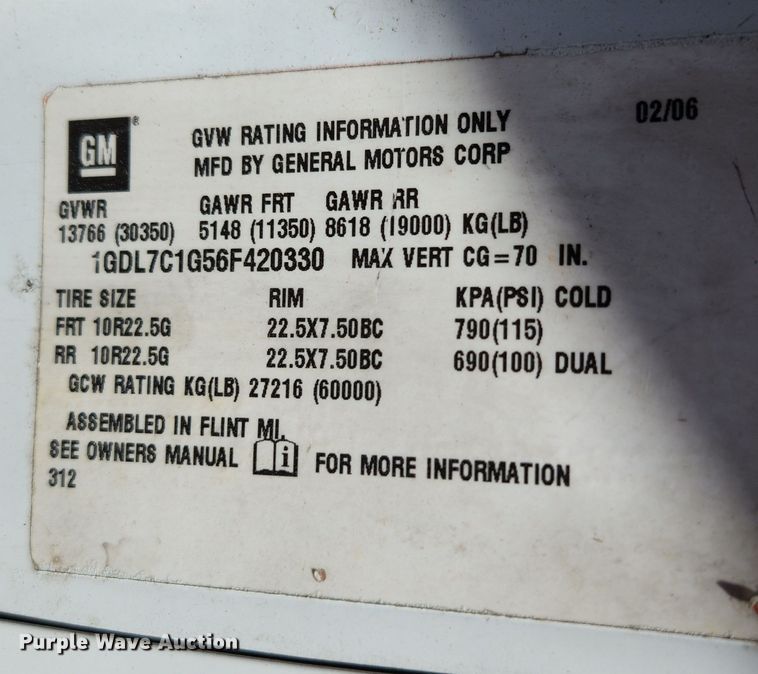 GM®
GVW RATING INFORMATION ONLY 02/06
MFD BY GENERAL MOTORS CORP
GVWR GAWR FRT GAWR RR
13766 (30350) 5148 (11350) 8618 (19000) KG(LB)
1GDL7C1G56F420330 MAX VERT CG=70 IN.
TIRE SIZE RIM KPA(PSI) COLD
FRT 10R22.5G 22.5X7.50BC 790(115)
RR 10R22.5G 22.5X7.50BC 690(100) DUAL
GCW RATING KG(LB) 27216 (60000)
ASSEMBLED IN FLINT MI.
SEE OWNERS MANUAL i FOR MORE INFORMATION
312
Purple Wave Auction